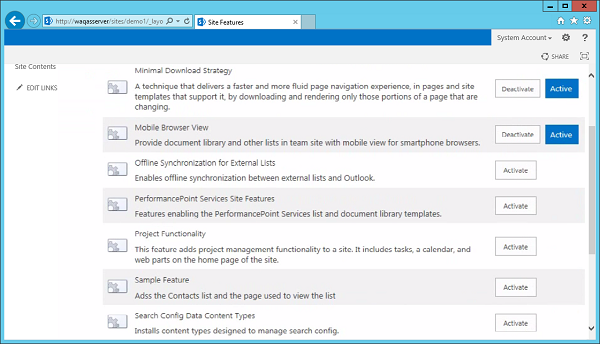 http://waqasserver/sites/demo1/_layo
Site Features
System Account
?
SHARE
Site Contents
EDIT LINKS
Minimal Download Strategy
A technique that delivers a faster and more fluid page navigation experience, in pages and site
templates that support it, by downloading and rendering only those portions of a page that are
changing.
Deactivate
Active
Mobile Browser View
Provide document library and other lists in team site with mobile view for smartphone browsers.
Deactivate
Active
Offline Synchronization for External Lists
Enables offline synchronization between external lists and Outlook.
Activate
PerformancePoint Services Site Features
Features enabling the PerformancePoint Services list and document library templates.
Activate
Project Functionality
This feature adds project management functionality to a site. It includes tasks, a calendar, and
web parts on the home page of the site.
Activate
Sample Feature
Adss the Contacts list and the page used to view the list
Activate
Search Config Data Content Types
Installs content types designed to manage search config.
Activate